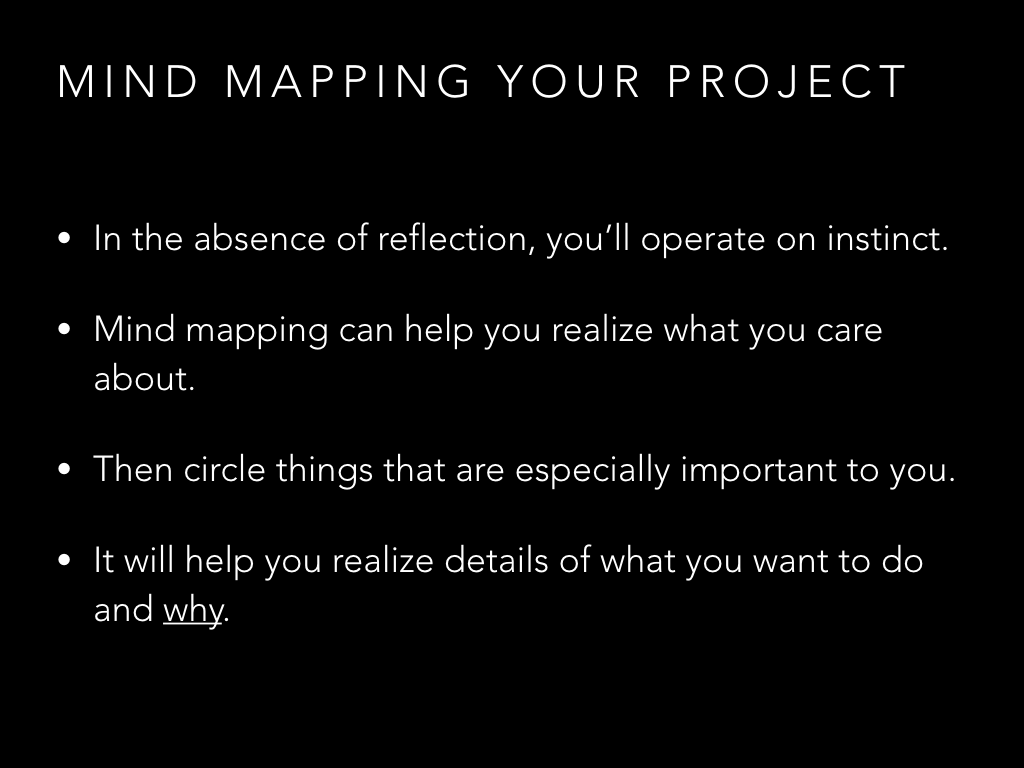 MIND MAPPING YOUR PROJECT
• In the absence of reflection, you’ll operate on instinct.
• Mind mapping can help you realize what you care
about.
• Then circle things that are especially important to you.
• It will help you realize details of what you want to do
and why.